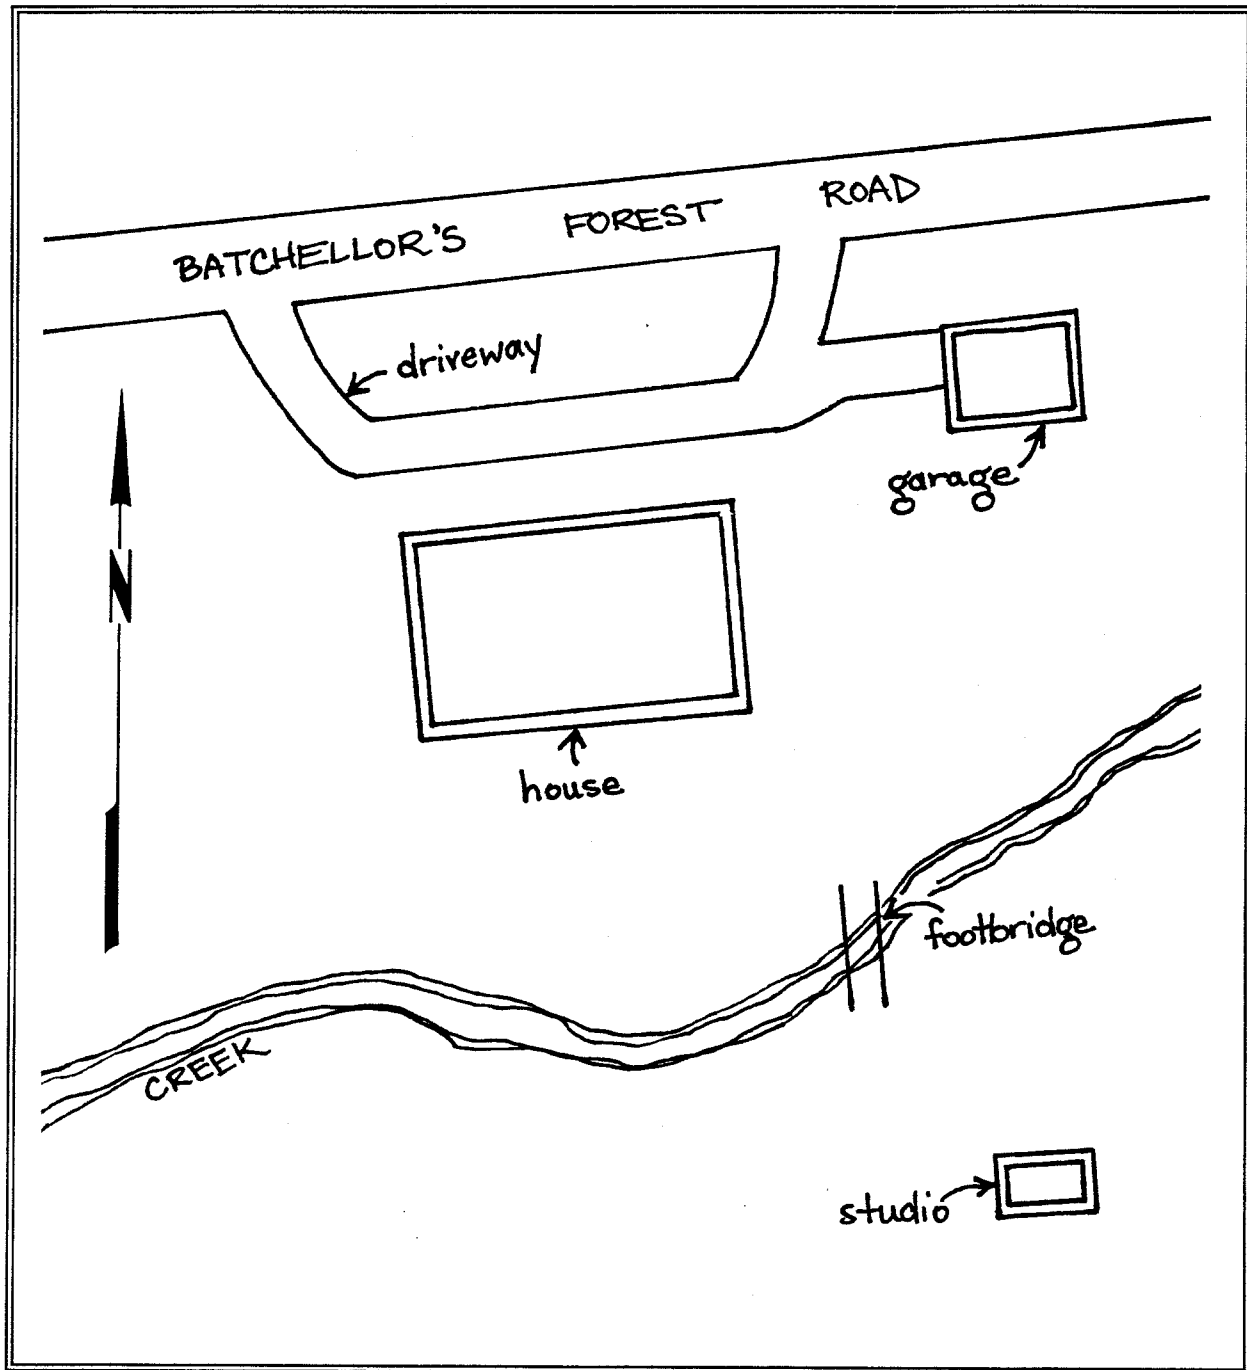 BATCHELLOR'S FOREST ROAD
driveway
garage
N
house
footbridge
CREEK
studio